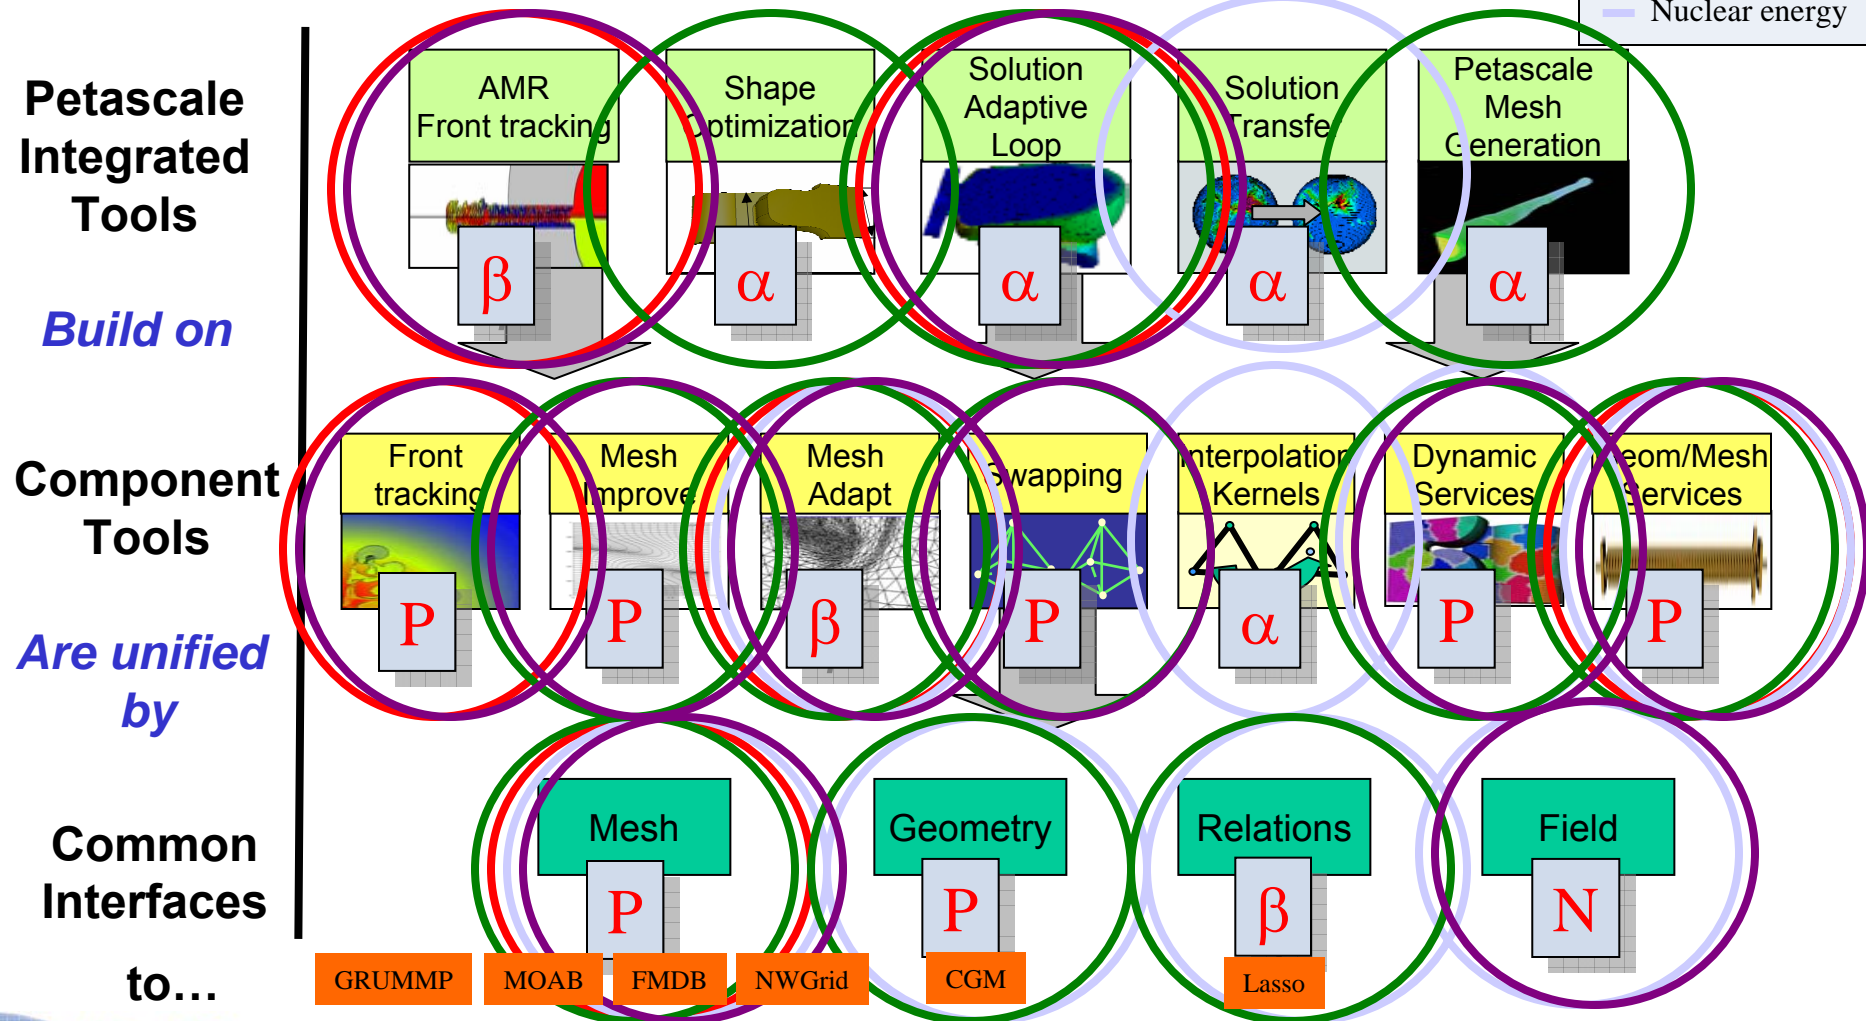 Nuclear energy
Petascale
Integrated
Tools
AMR
Front tracking
β
Shape
Optimization
α
Solution
Adaptive
Loop
α
Solution
Transfer
α
Petascale
Mesh
Generation
α
Build on
Component
Tools
Front
tracking
P
Mesh
Improve
P
Mesh
Adapt
β
Swapping
P
Interpolation
Kernels
α
Dynamic
Services
P
Geom/Mesh
Services
P
Are unified
by
Common
Interfaces
to…
Mesh
P
Geometry
P
Relations
β
Field
N
GRUMMP
MOAB
FMDB
NWGrid
CGM
Lasso